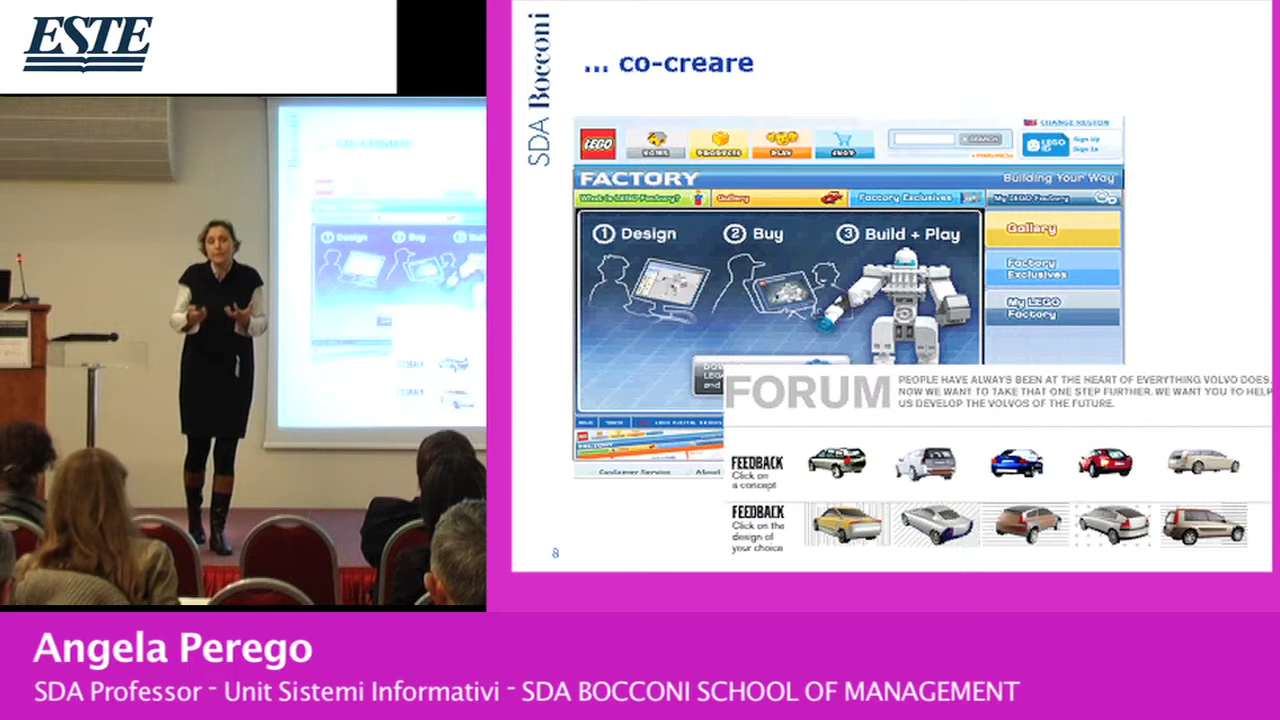 ESTE
SDA Bocconi
... co-creare
CHANGE REGION
LEGO
HOME
PRODUCTS
PLAY
SHOP
SEARCH
LEGO ID
Sign Up
Sign In
FACTORY
Building Your Way
What is LEGO Factory?
Gallery
Factory Exclusives
My LEGO Factory
1 Design
2 Buy
3 Build + Play
Gallery
Factory
Exclusives
My LEGO
Factory
Customer Service
About
FORUM
PEOPLE HAVE ALWAYS BEEN AT THE HEART OF EVERYTHING VOLVO DOES.
NOW WE WANT TO TAKE THAT ONE STEP FURTHER. WE WANT YOU TO HELP
US DEVELOP THE VOLVOS OF THE FUTURE.
FEEDBACK
Click on
a concept
FEEDBACK
Click on the
design of
your choice
8
Angela Perego
SDA Professor - Unit Sistemi Informativi - SDA BOCCONI SCHOOL OF MANAGEMENT